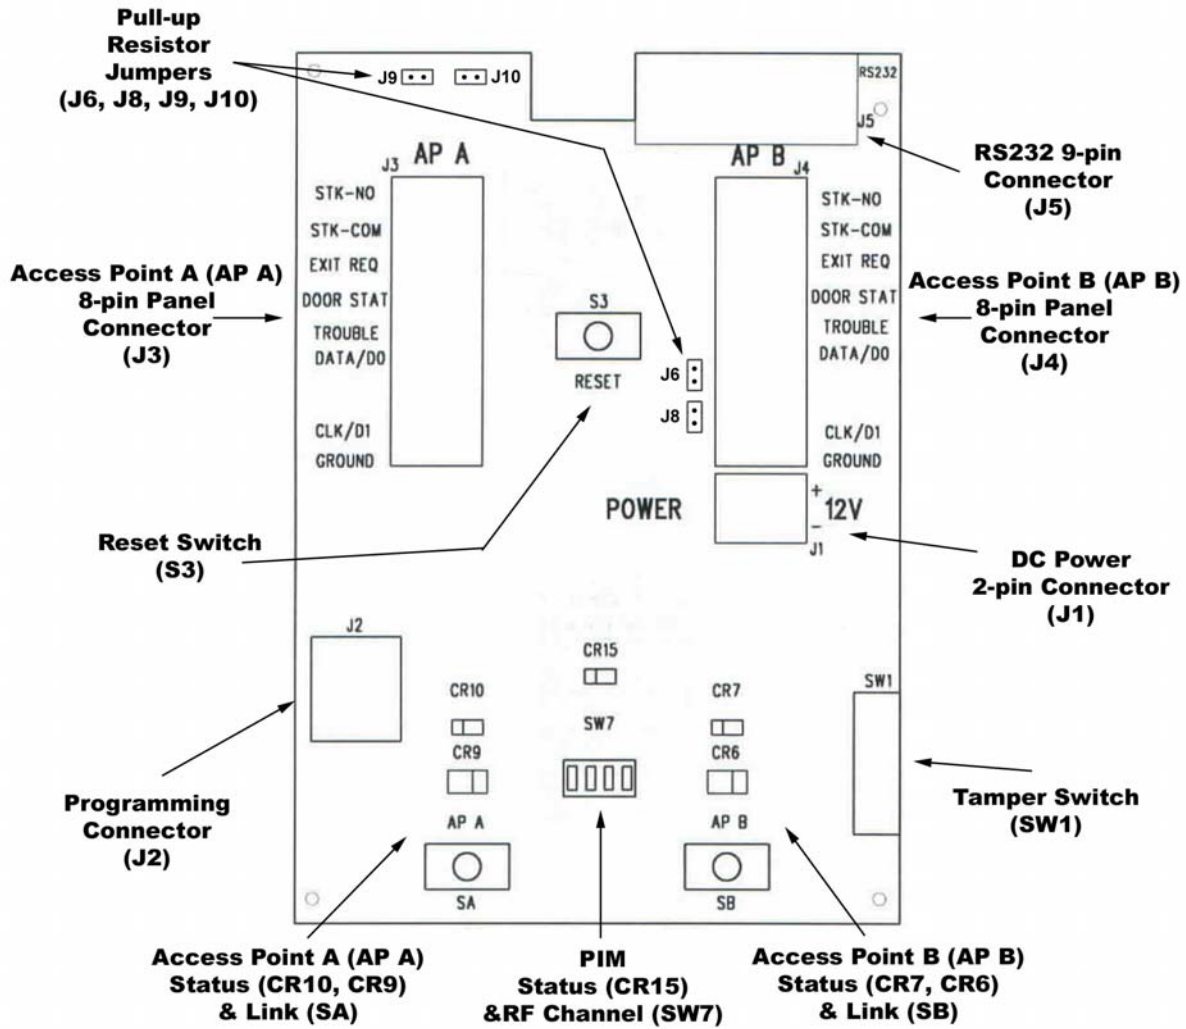 Pull-up
Resistor
Jumpers
(J6, J8, J9, J10)
J9
J10
RS232
J5
RS232 9-pin
Connector
(J5)
J3
AP A
AP B
J4
STK-NO
STK-COM
EXIT REQ
DOOR STAT
TROUBLE
DATA/D0
CLK/D1
GROUND
STK-NO
STK-COM
EXIT REQ
DOOR STAT
TROUBLE
DATA/D0
CLK/D1
GROUND
Access Point A (AP A)
8-pin Panel
Connector
(J3)
Access Point B (AP B)
8-pin Panel
Connector
(J4)
S3
RESET
J6
J8
POWER
+
12V
-
J1
Reset Switch
(S3)
DC Power
2-pin Connector
(J1)
J2
CR15
CR10
CR7
SW1
SW7
CR9
CR6
Programming
Connector
(J2)
Tamper Switch
(SW1)
AP A
AP B
SA
SB
Access Point A (AP A)
Status (CR10, CR9)
& Link (SA)
PIM
Status (CR15)
&RF Channel (SW7)
Access Point B (AP B)
Status (CR7, CR6)
& Link (SB)